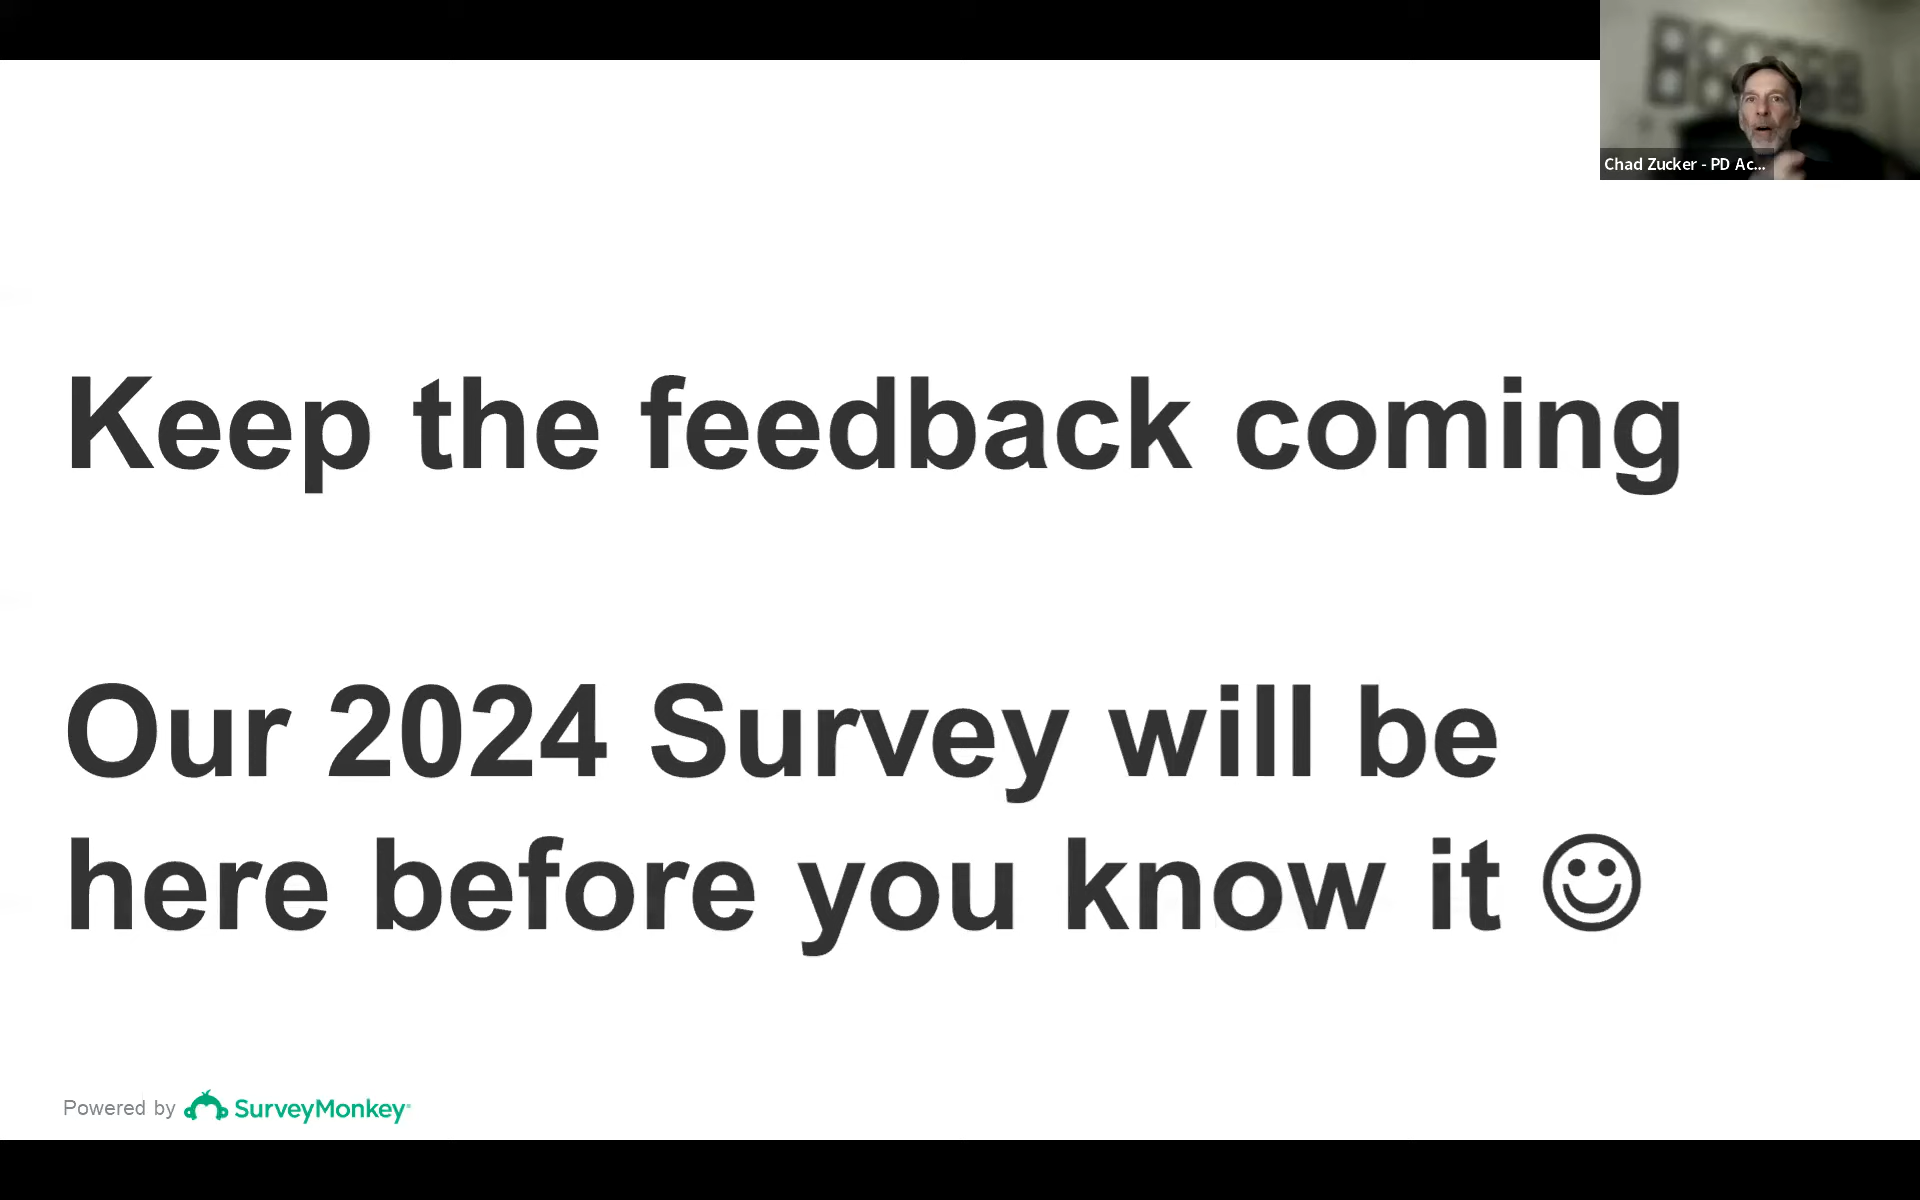 Chad Zucker - PD Ac...
Keep the feedback coming
Our 2024 Survey will be
here before you know it ☺
Powered by SurveyMonkey